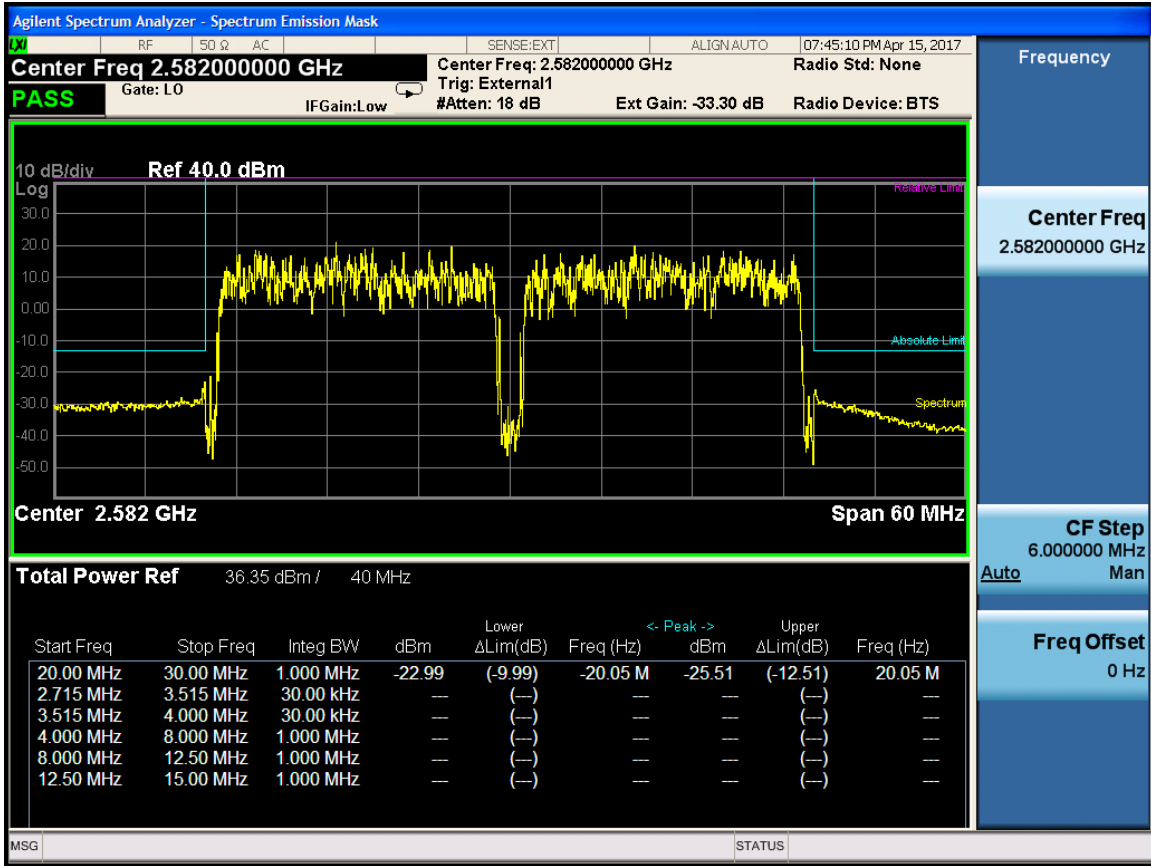 Agilent Spectrum Analyzer - Spectrum Emission Mask
LXI RF 50 Ω AC SENSE:EXT ALIGN AUTO 07:45:10 PM Apr 15, 2017
Center Freq 2.582000000 GHz
Center Freq: 2.582000000 GHz Radio Std: None
PASS Gate: LO Trig: External1
IFGain:Low #Atten: 18 dB Ext Gain: -33.30 dB Radio Device: BTS
10 dB/div Ref 40.0 dBm
Log
Relative Limit
30.0
20.0
10.0
0.00
-10.0
Absolute Limit
-20.0
-30.0
Spectrum
-40.0
-50.0
Center 2.582 GHz Span 60 MHz
Total Power Ref 36.35 dBm / 40 MHz
Lower <- Peak -> Upper
Start Freq Stop Freq Integ BW dBm ΔLim(dB) Freq (Hz) dBm ΔLim(dB) Freq (Hz)
20.00 MHz 30.00 MHz 1.000 MHz -22.99 (-9.99) -20.05 M -25.51 (-12.51) 20.05 M
2.715 MHz 3.515 MHz 30.00 kHz --- (---) --- --- (---) ---
3.515 MHz 4.000 MHz 30.00 kHz --- (---) --- --- (---) ---
4.000 MHz 8.000 MHz 1.000 MHz --- (---) --- --- (---) ---
8.000 MHz 12.50 MHz 1.000 MHz --- (---) --- --- (---) ---
12.50 MHz 15.00 MHz 1.000 MHz --- (---) --- --- (---) ---
MSG STATUS
Frequency
Center Freq
2.582000000 GHz
CF Step
6.000000 MHz
Auto Man
Freq Offset
0 Hz